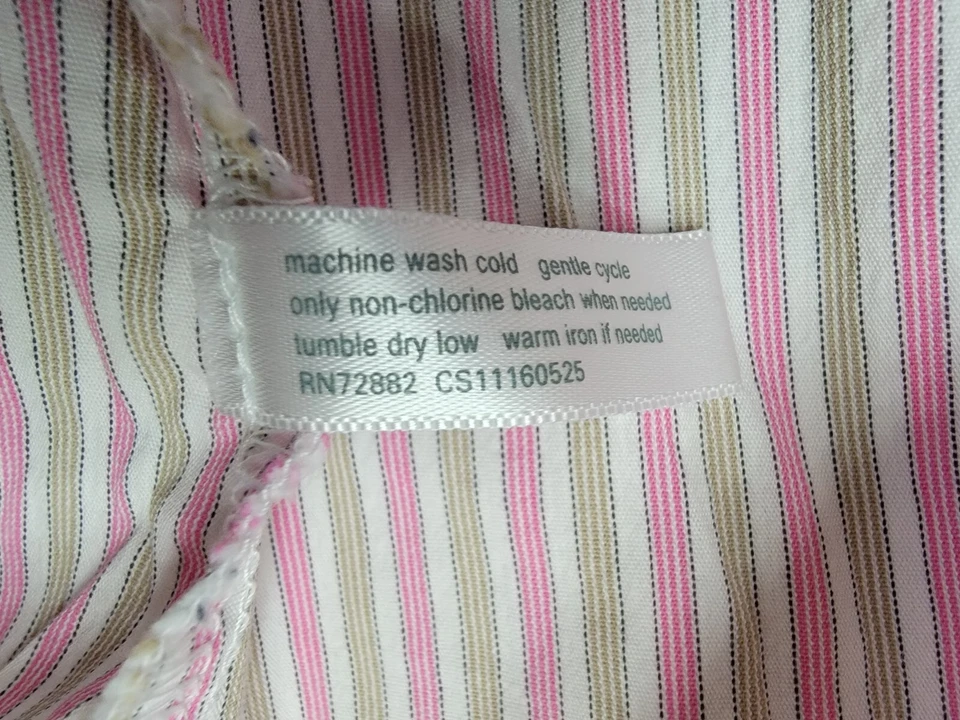 machine wash cold gentle cycle
only non-chlorine bleach when needed
tumble dry low warm iron if needed
RN72882 CS11160525